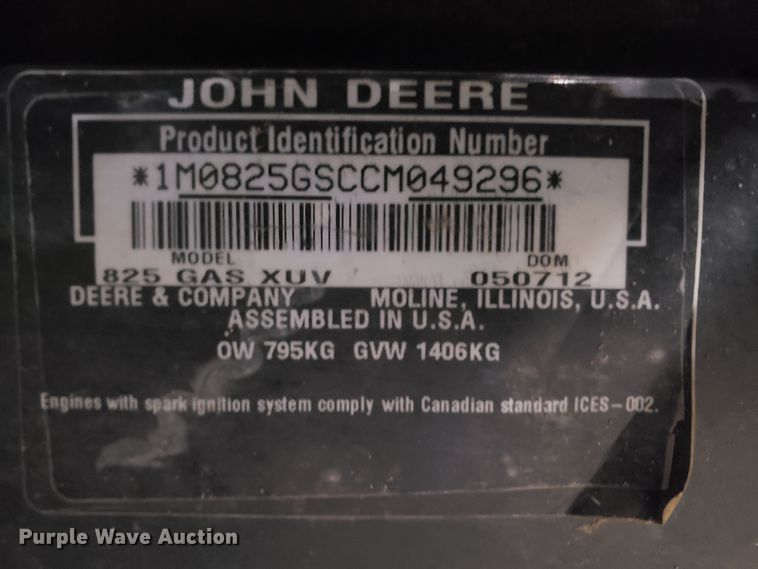 JOHN DEERE
Product Identification Number
*1M0825GSCCM049296*
MODEL DOM
825 GAS XUV 050712
DEERE & COMPANY MOLINE, ILLINOIS, U.S.A.
ASSEMBLED IN U.S.A.
OW 795KG GVW 1406KG
Engines with spark ignition system comply with Canadian standard ICES-002.
Purple Wave Auction